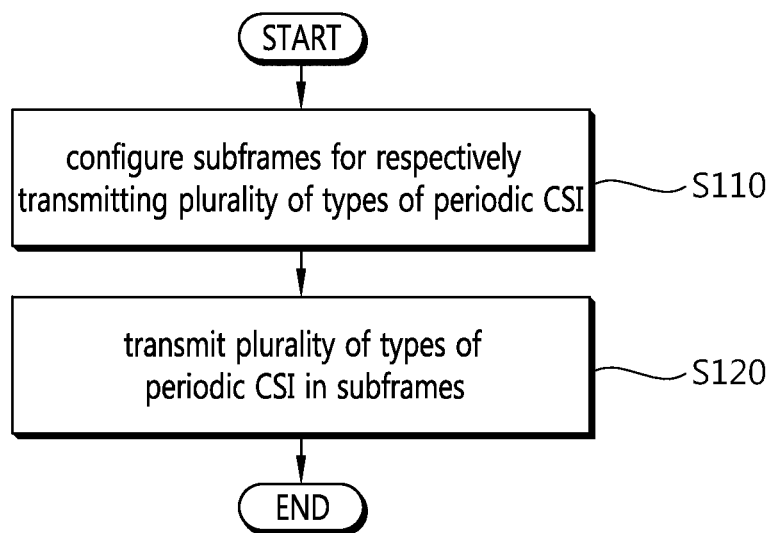 START
configure subframes for respectively
transmitting plurality of types of periodic CSI
S110
transmit plurality of types of
periodic CSI in subframes
S120
END